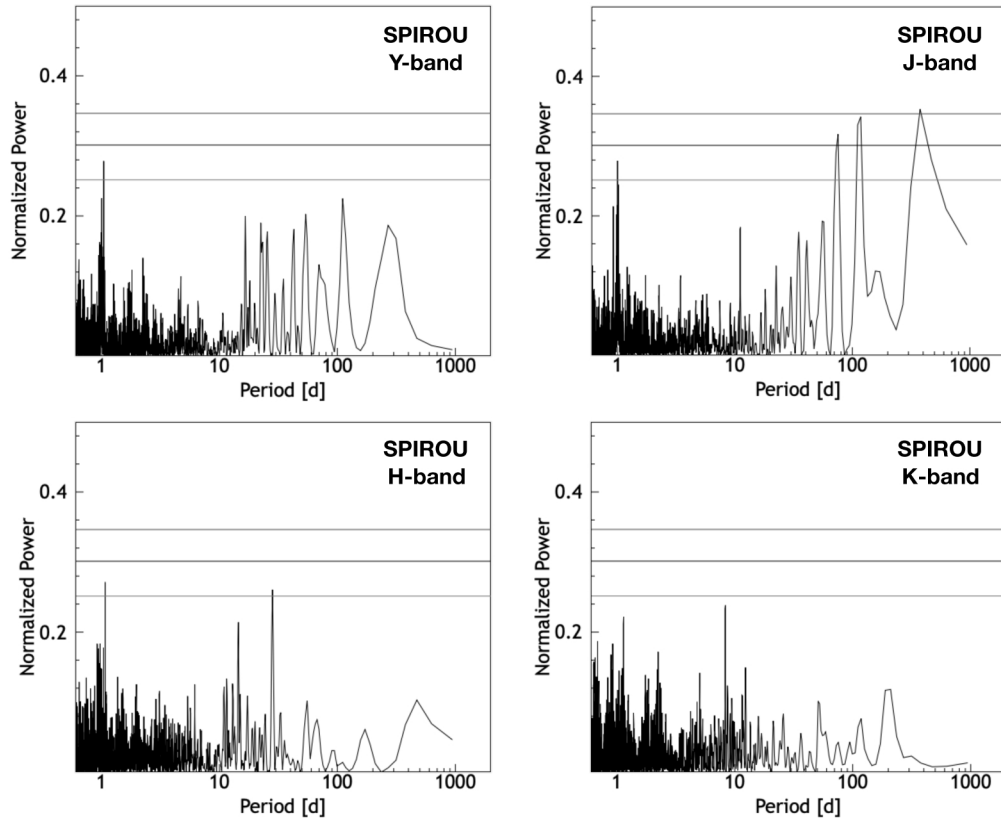 SPIROU
Y-band
0.4
0.2
Normalized Power
1
10
100
1000
Period [d]
SPIROU
J-band
0.4
0.2
Normalized Power
1
10
100
1000
Period [d]
SPIROU
H-band
0.4
0.2
Normalized Power
1
10
100
1000
Period [d]
SPIROU
K-band
0.4
0.2
Normalized Power
1
10
100
1000
Period [d]